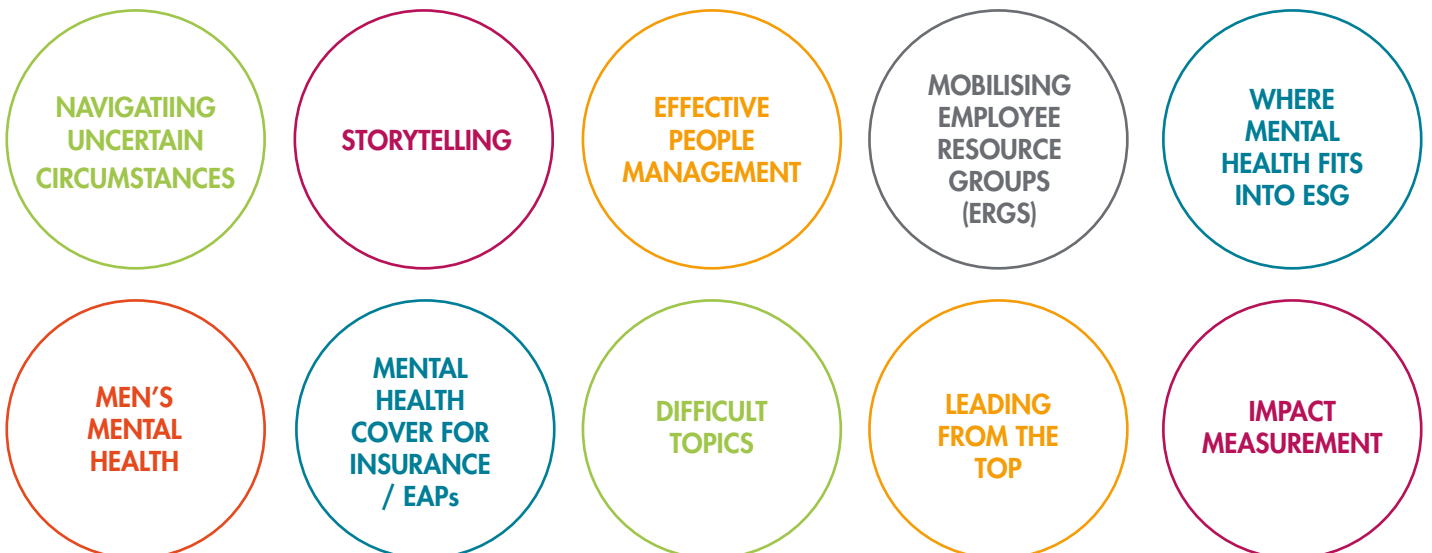 NAVIGATIING
UNCERTAIN
CIRCUMSTANCES
STORYTELLING
EFFECTIVE
PEOPLE
MANAGEMENT
MOBILISING
EMPLOYEE
RESOURCE
GROUPS
(ERGS)
WHERE
MENTAL
HEALTH FITS
INTO ESG
MEN'S
MENTAL
HEALTH
MENTAL
HEALTH
COVER FOR
INSURANCE
/ EAPs
DIFFICULT
TOPICS
LEADING
FROM THE
TOP
IMPACT
MEASUREMENT